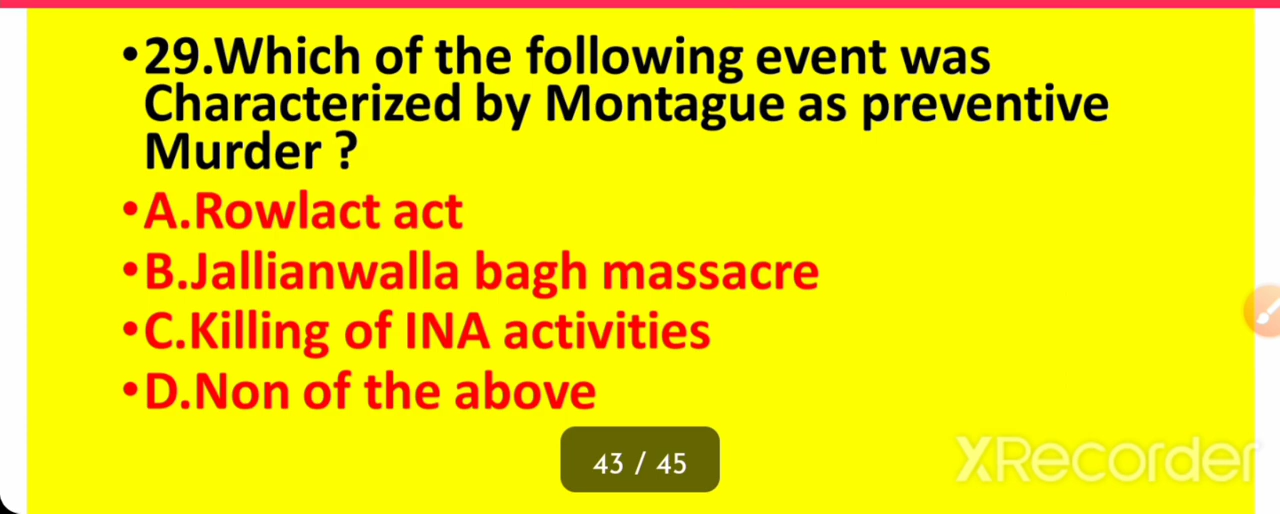 •29.Which of the following event was
Characterized by Montague as preventive
Murder ?
•A.Rowlact act
•B.Jallianwalla bagh massacre
•C.Killing of INA activities
•D.Non of the above
43 / 45
XRecorder